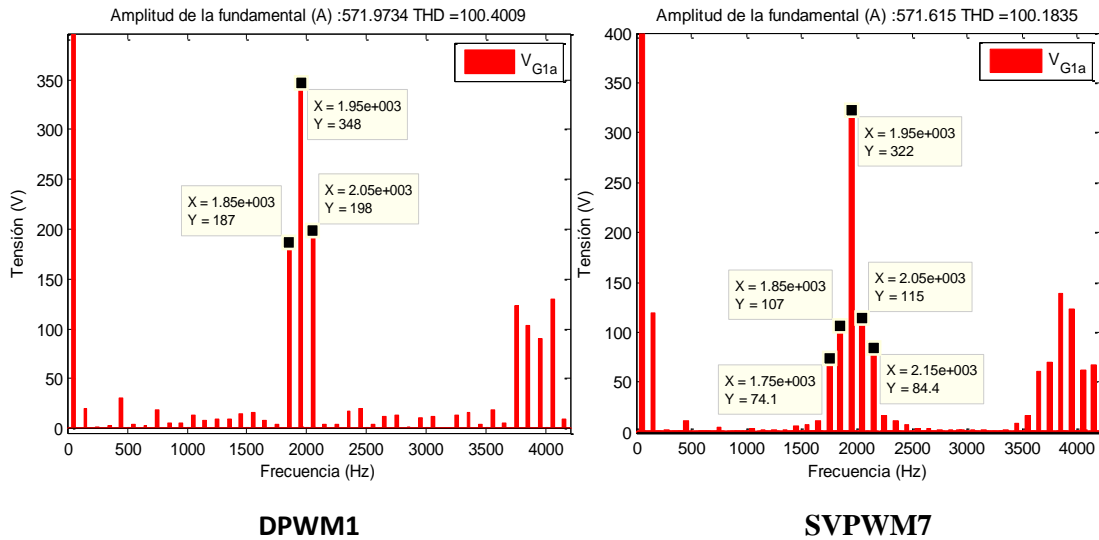 Amplitud de la fundamental (A) :571.9734 THD =100.4009
V_G1a
X = 1.95e+003
Y = 348
X = 2.05e+003
Y = 198
X = 1.85e+003
Y = 187
Tensión (V)
350
300
250
200
150
100
50
0
0 500 1000 1500 2000 2500 3000 3500 4000
Frecuencia (Hz)
DPWM1
Amplitud de la fundamental (A) :571.615 THD =100.1835
V_G1a
X = 1.95e+003
Y = 322
X = 2.05e+003
Y = 115
X = 1.85e+003
Y = 107
X = 1.75e+003
Y = 74.1
X = 2.15e+003
Y = 84.4
Tensión (V)
400
350
300
250
200
150
100
50
0
0 500 1000 1500 2000 2500 3000 3500 4000
Frecuencia (Hz)
SVPWM7